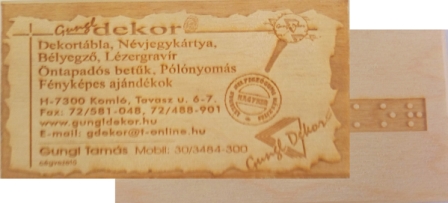 Gungl dekor
Dekortábla, Névjegykártya,
Bélyegző, Lézergravír
Öntapadós betűk, Pólónyomás
Fényképes ajándékok
H-7300 Komló, Tavasz u. 6-7.
Fax: 72/581-048, 72/488-901
www.gungldekor.hu
E-mail: gdekor@t-online.hu
Gungl Tamás Mobil: 30/3484-300
cégvezető
Gungl Dekor